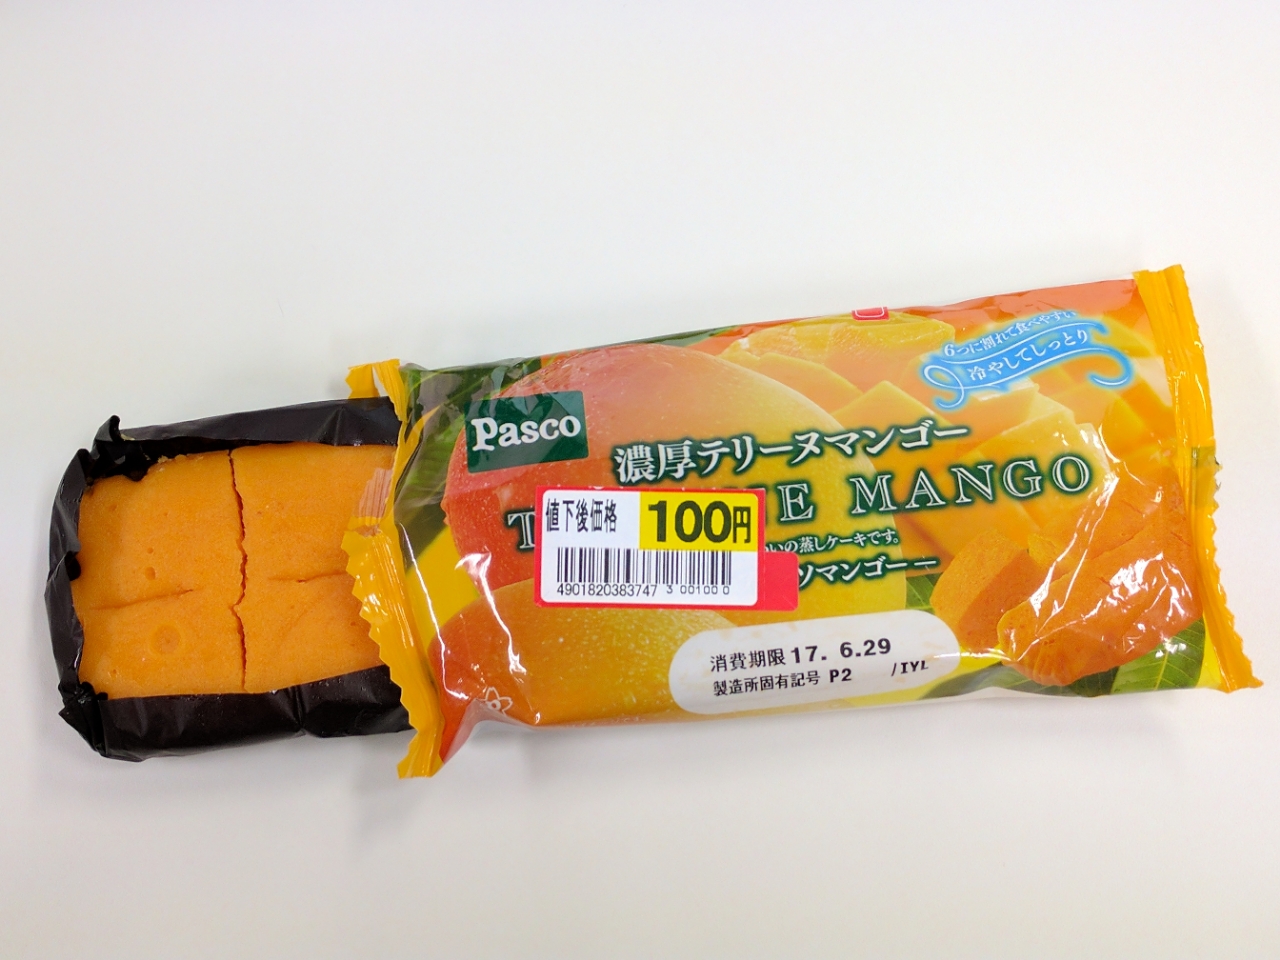 6つに割れて食べやすい
冷やしてしっとり
Pasco
濃厚テリーヌマンゴー
T E MANGO
いの蒸しケーキです。
ソマンゴー
値下後価格 100円
4901820383747 3 00100 0
消費期限 17. 6.29
製造所固有記号 P2 /IYL